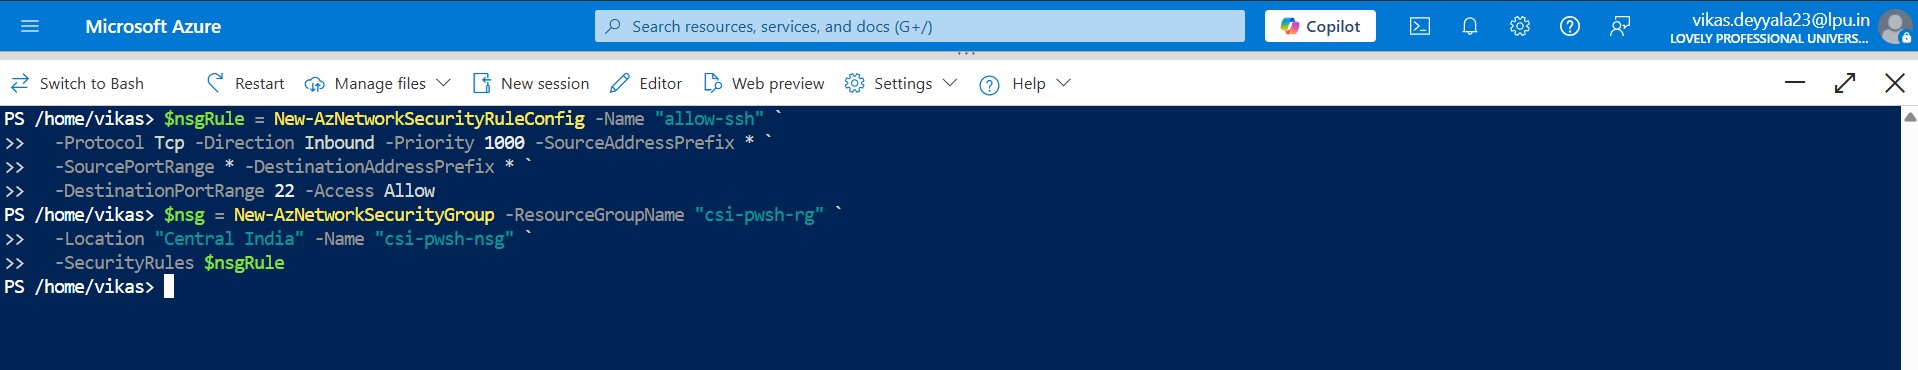 Microsoft Azure
Search resources, services, and docs (G+/)
Copilot
vikas.deyyala23@lpu.in
LOVELY PROFESSIONAL UNIVERS...
Switch to Bash
Restart
Manage files
New session
Editor
Web preview
Settings
Help
PS /home/vikas> $nsgRule = New-AzNetworkSecurityRuleConfig -Name "allow-ssh" `
>>   -Protocol Tcp -Direction Inbound -Priority 1000 -SourceAddressPrefix * `
>>   -SourcePortRange * -DestinationAddressPrefix * `
>>   -DestinationPortRange 22 -Access Allow
PS /home/vikas> $nsg = New-AzNetworkSecurityGroup -ResourceGroupName "csi-pwsh-rg" `
>>   -Location "Central India" -Name "csi-pwsh-nsg" `
>>   -SecurityRules $nsgRule
PS /home/vikas>